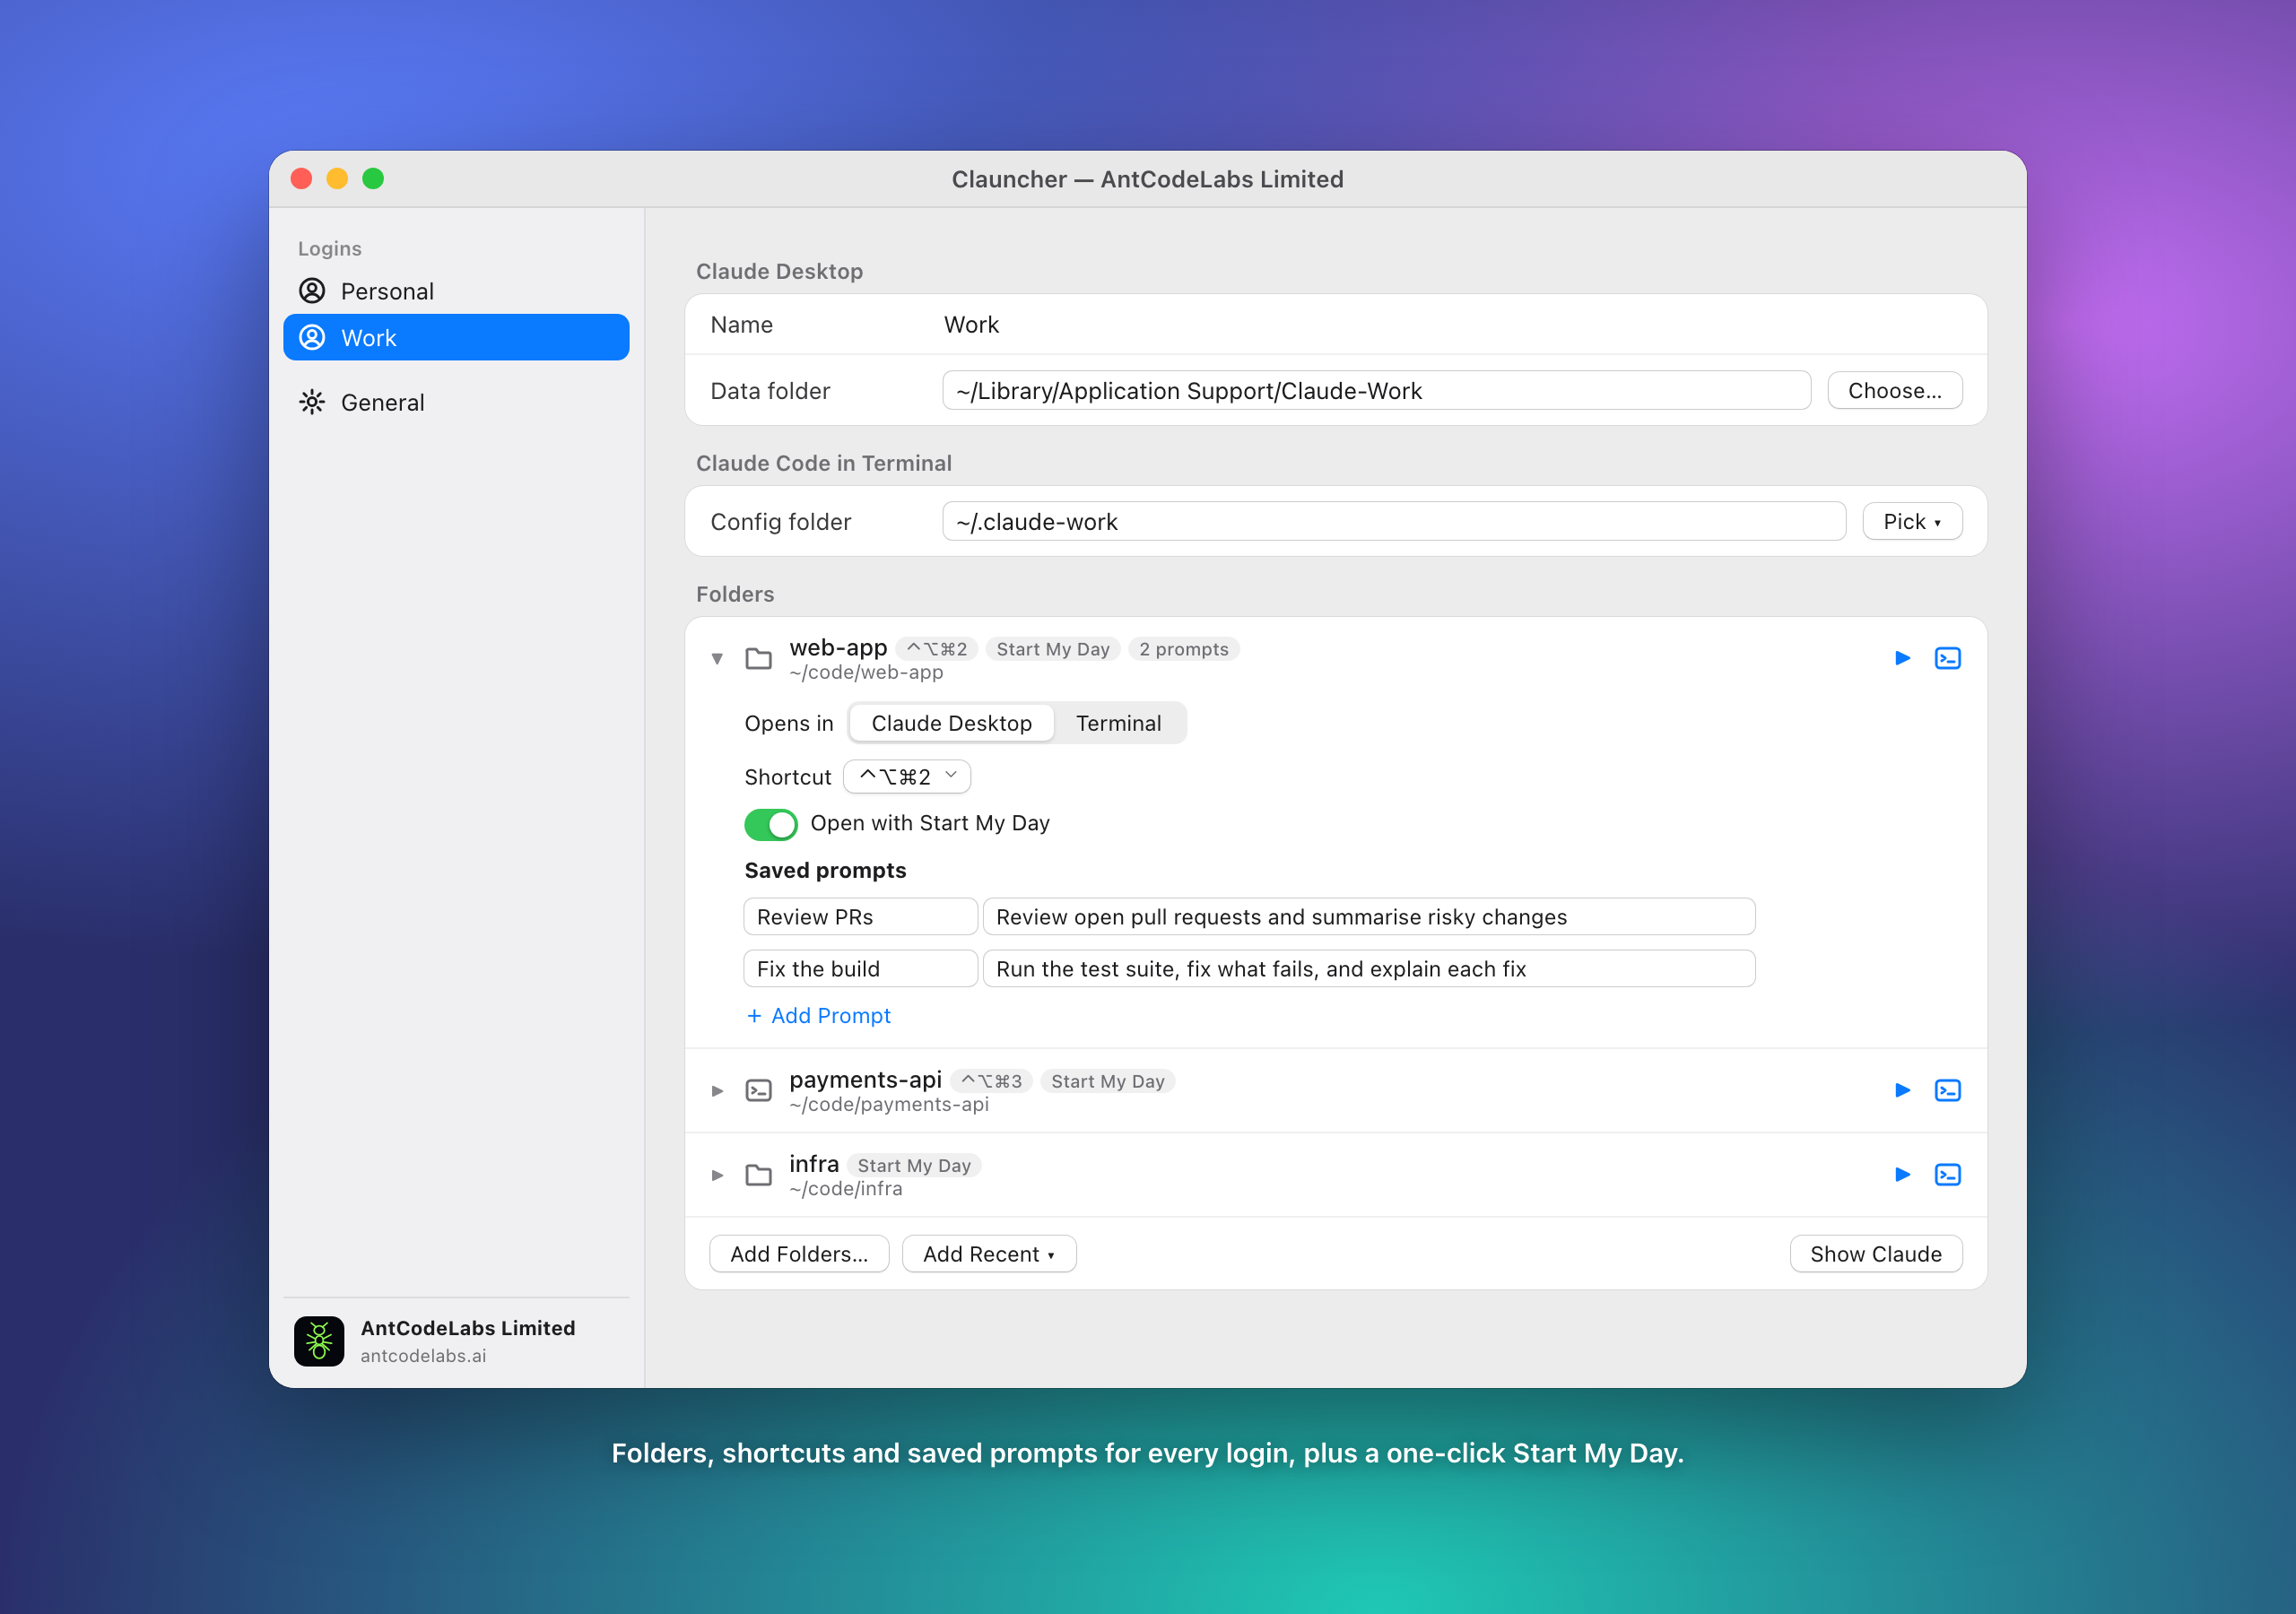 Clauncher — AntCodeLabs Limited
Logins
Personal
Work
General
AntCodeLabs Limited
antcodelabs.ai
Claude Desktop
Name Work
Data folder ~/Library/Application Support/Claude-Work Choose...
Claude Code in Terminal
Config folder ~/.claude-work Pick ▾
Folders
web-app ⌃⌥⌘2 Start My Day 2 prompts
~/code/web-app
Opens in Claude Desktop Terminal
Shortcut ⌃⌥⌘2
Open with Start My Day
Saved prompts
Review PRs Review open pull requests and summarise risky changes
Fix the build Run the test suite, fix what fails, and explain each fix
+ Add Prompt
payments-api ⌃⌥⌘3 Start My Day
~/code/payments-api
infra Start My Day
~/code/infra
Add Folders... Add Recent ▾ Show Claude
Folders, shortcuts and saved prompts for every login, plus a one-click Start My Day.